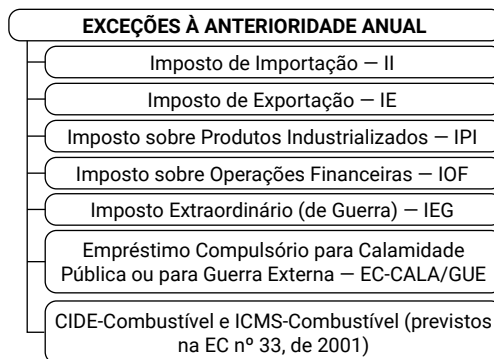 EXCEÇÕES À ANTERIORIDADE ANUAL
Imposto de Importação — II
Imposto de Exportação — IE
Imposto sobre Produtos Industrializados — IPI
Imposto sobre Operações Financeiras — IOF
Imposto Extraordinário (de Guerra) — IEG
Empréstimo Compulsório para Calamidade
Pública ou para Guerra Externa — EC-CALA/GUE
CIDE-Combustível e ICMS-Combustível (previstos
na EC nº 33, de 2001)